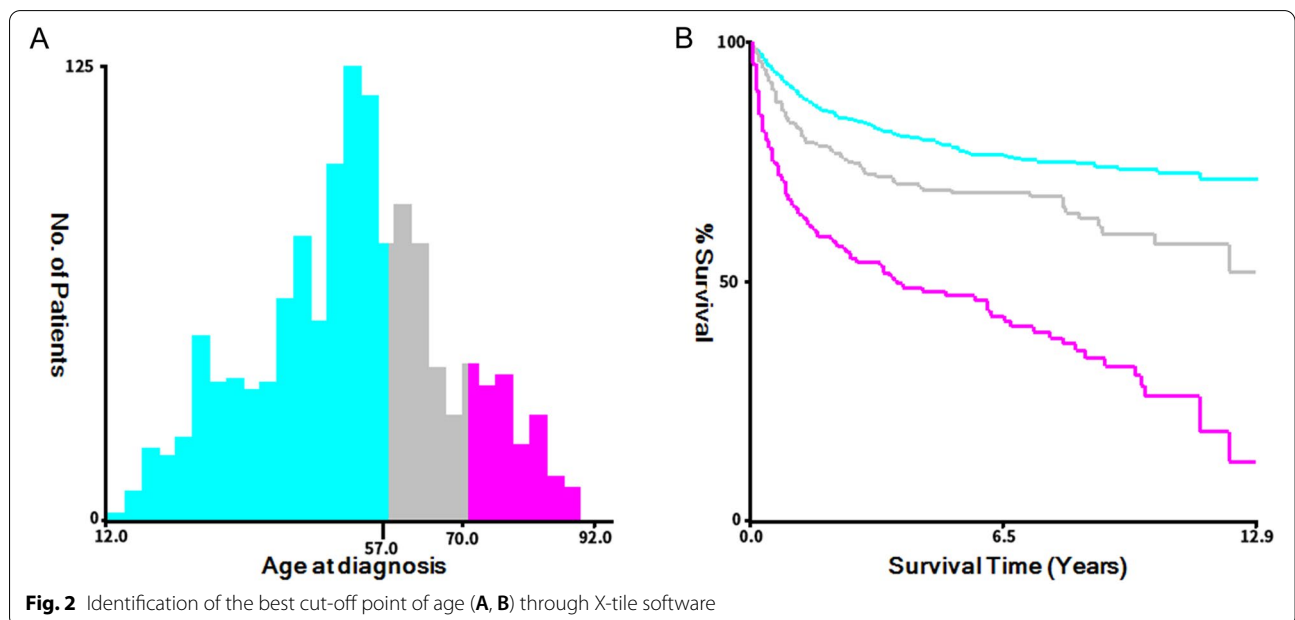 A
125
No. of Patients
0
12.0
57.0
70.0
92.0
Age at diagnosis
B
100
% Survival
50
0
0.0
6.5
12.9
Survival Time (Years)
Fig. 2 Identification of the best cut-off point of age (A, B) through X-tile software